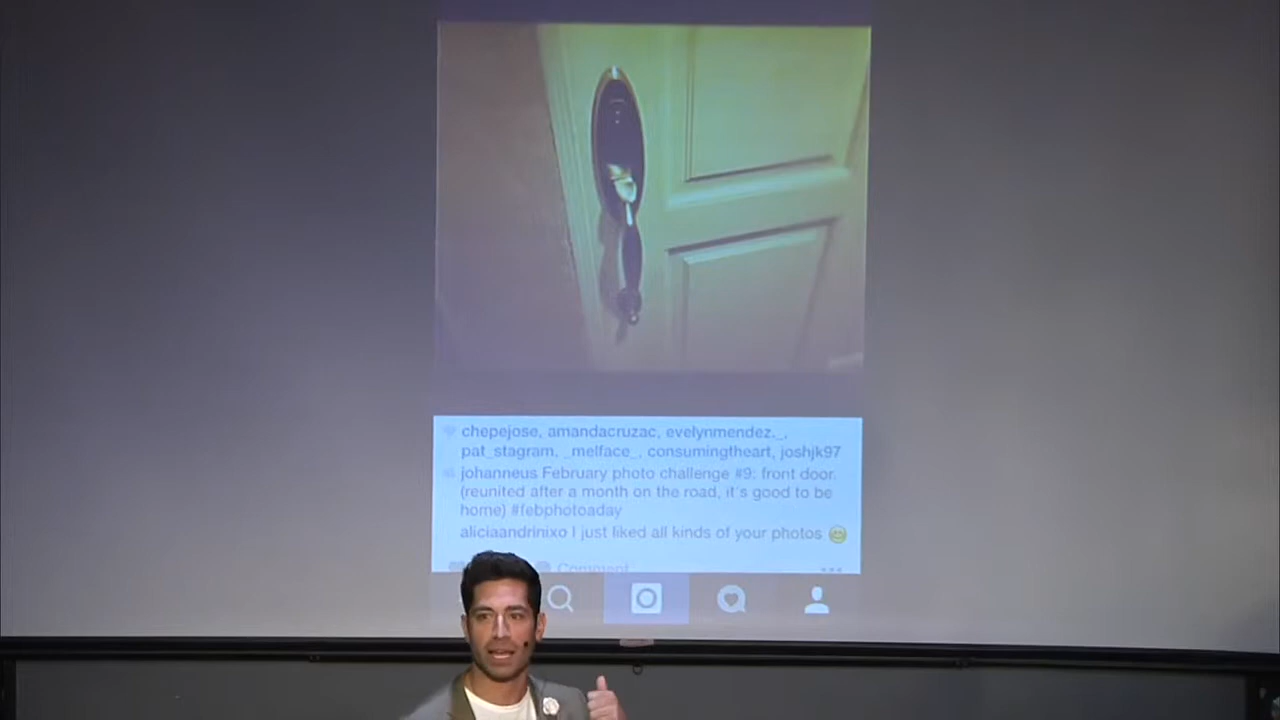 chepejose, amandacruzac, evelynmendez._,
pat_stagram, _melface_, consumingtheart, joshjk97
johanneus February photo challenge #9: front door.
(reunited after a month on the road, it's good to be
home) #febphotoaday
aliciaandrinixo I just liked all kinds of your photos
Comment